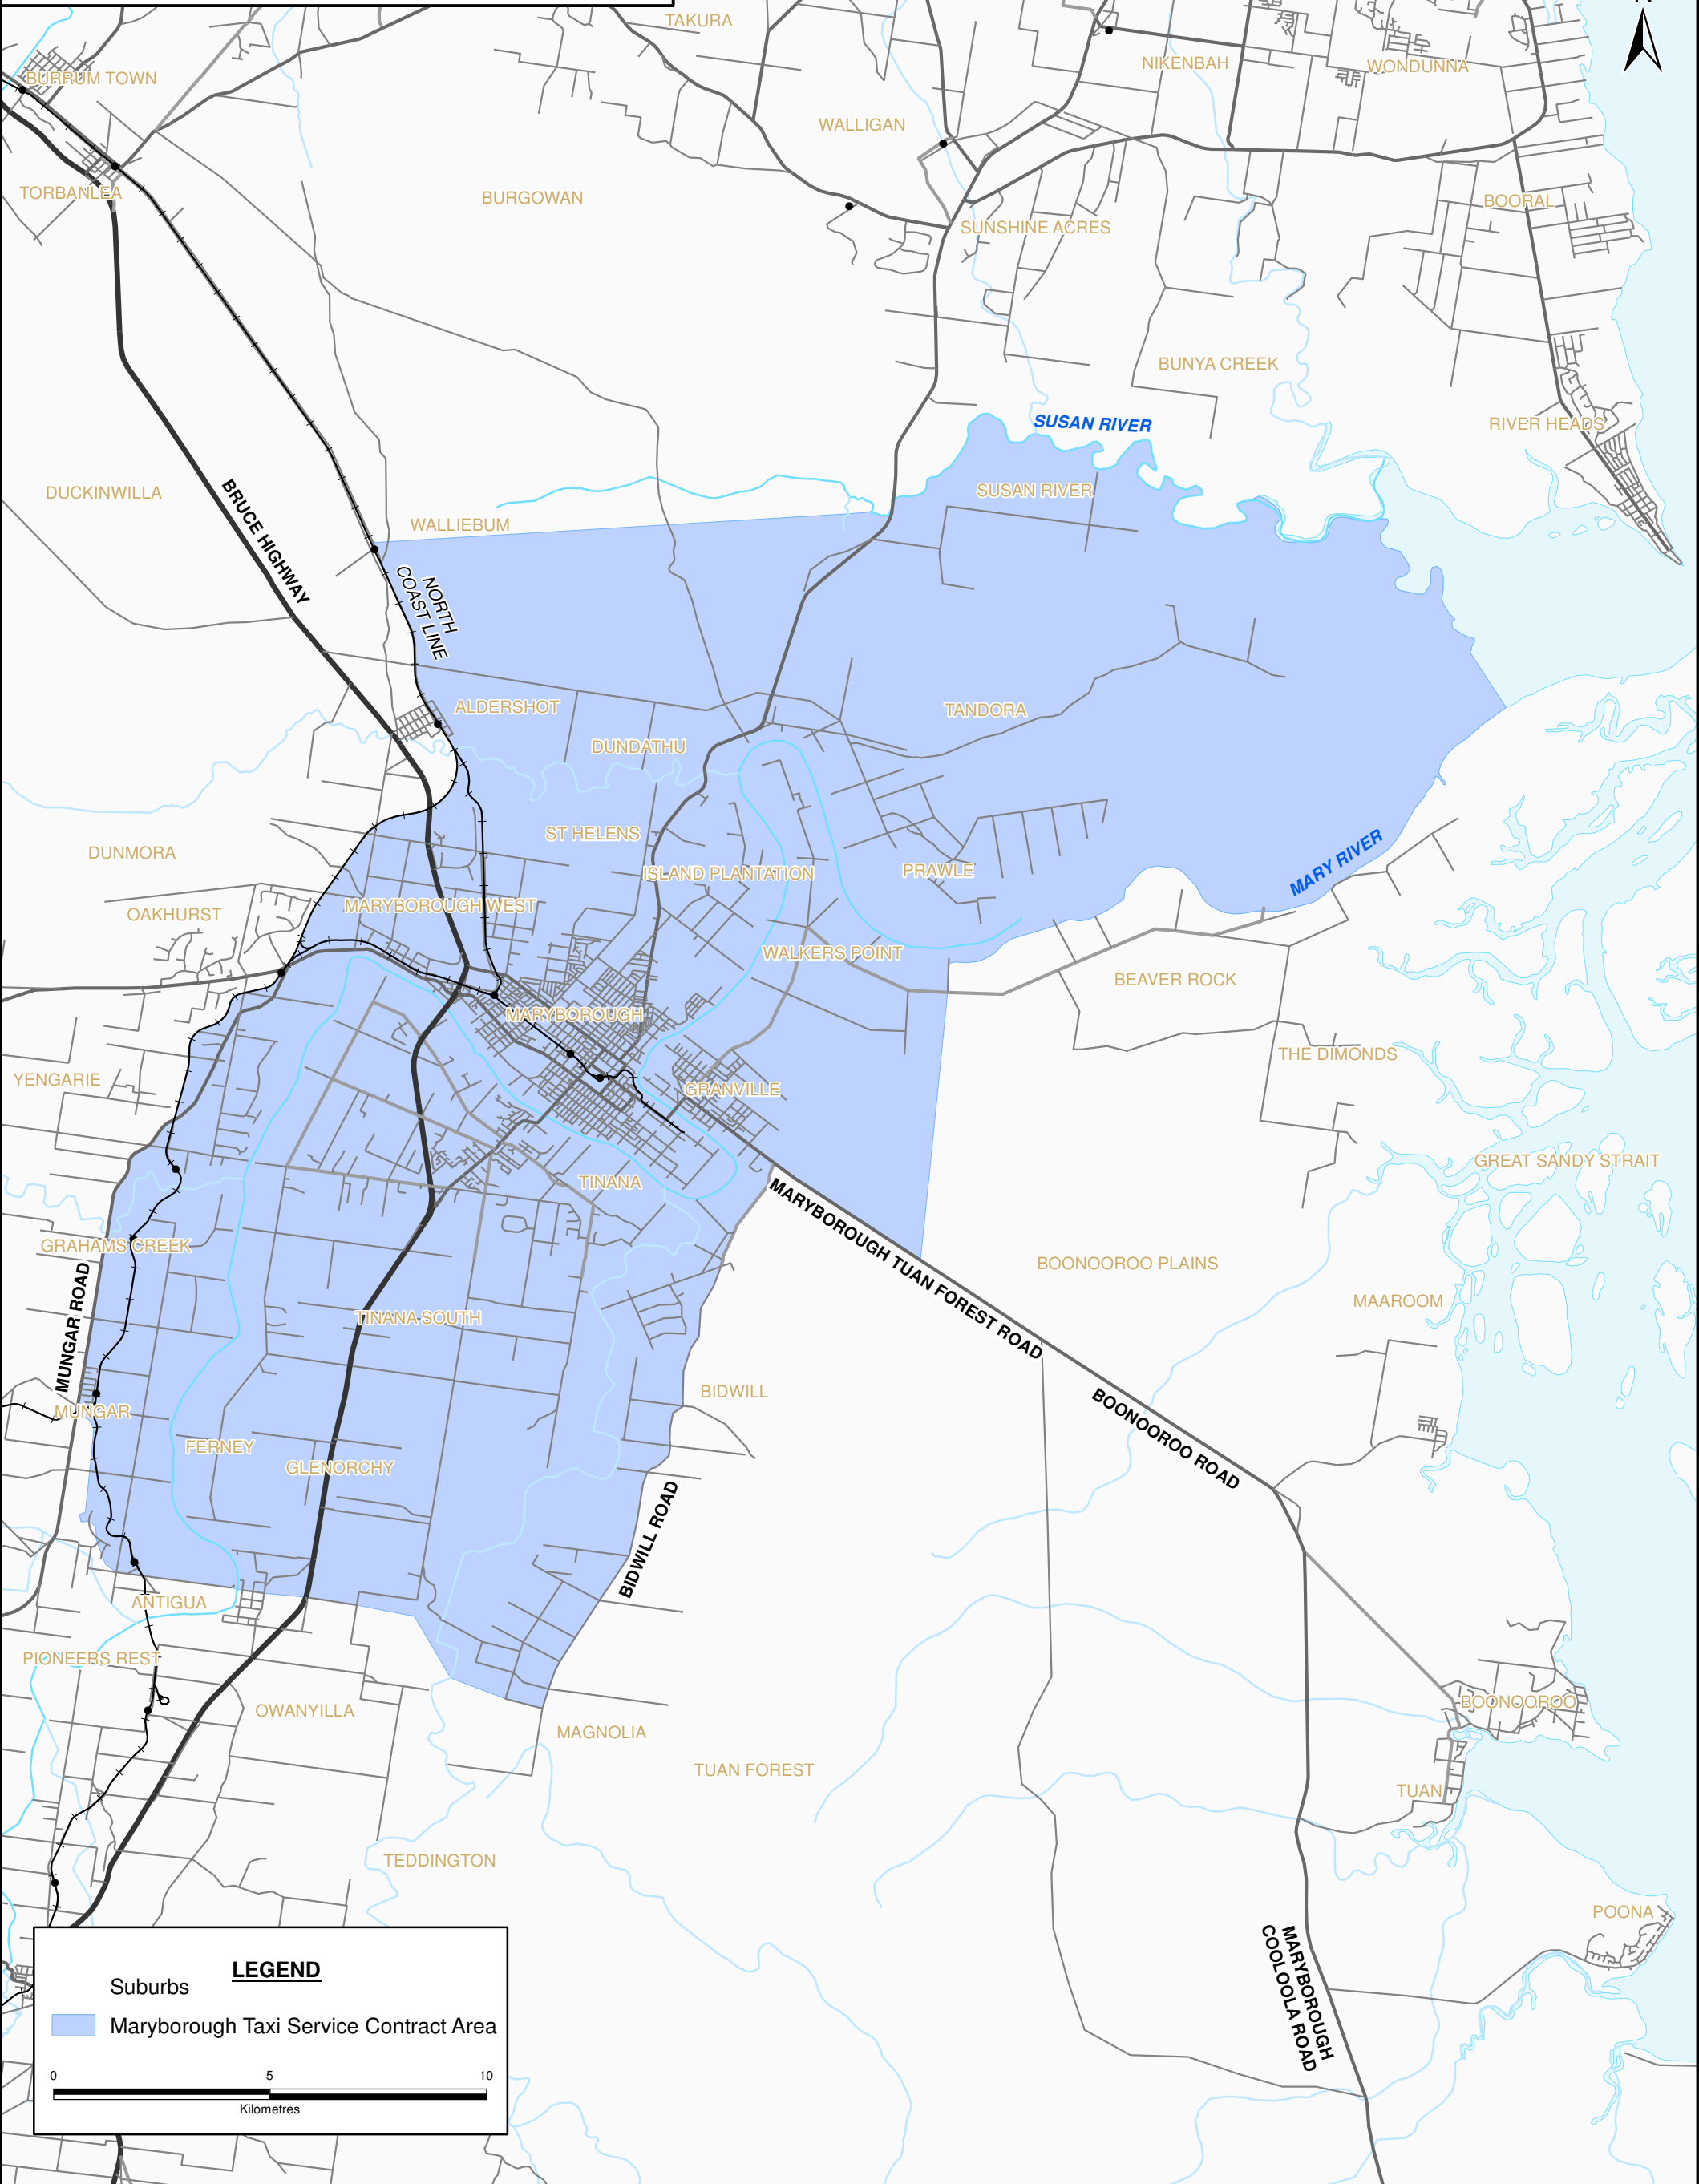 N
TAKURA
NIKENBAH
WONDUNNA
BURRUM TOWN
WALLIGAN
TORBANLEA
BURGOWAN
BOORAL
SUNSHINE ACRES
BUNYA CREEK
SUSAN RIVER
RIVER HEADS
DUCKINWILLA
BRUCE HIGHWAY
SUSAN RIVER
WALLIEBUM
NORTH
COAST LINE
ALDERSHOT
TANDORA
DUNDATHU
ST HELENS
DUNMORA
ISLAND PLANTATION
PRAWLE
MARY RIVER
OAKHURST
MARYBOROUGH WEST
WALKERS POINT
BEAVER ROCK
MARYBOROUGH
THE DIMONDS
YENGARIE
GRANVILLE
GREAT SANDY STRAIT
TINANA
MARYBOROUGH TUAN FOREST ROAD
GRAHAMS CREEK
BOONOOROO PLAINS
MUNGAR ROAD
MAAROOM
TINANA SOUTH
BIDWILL
MUNGAR
BOONOOROO ROAD
FERNEY
GLENORCHY
BIDWILL ROAD
ANTIGUA
PIONEERS REST
OWANYILLA
BOONOOROO
MAGNOLIA
TUAN FOREST
TUAN
TEDDINGTON
POONA
MARYBOROUGH
COOLOOLA ROAD
LEGEND
Suburbs
Maryborough Taxi Service Contract Area
0 5 10
Kilometres